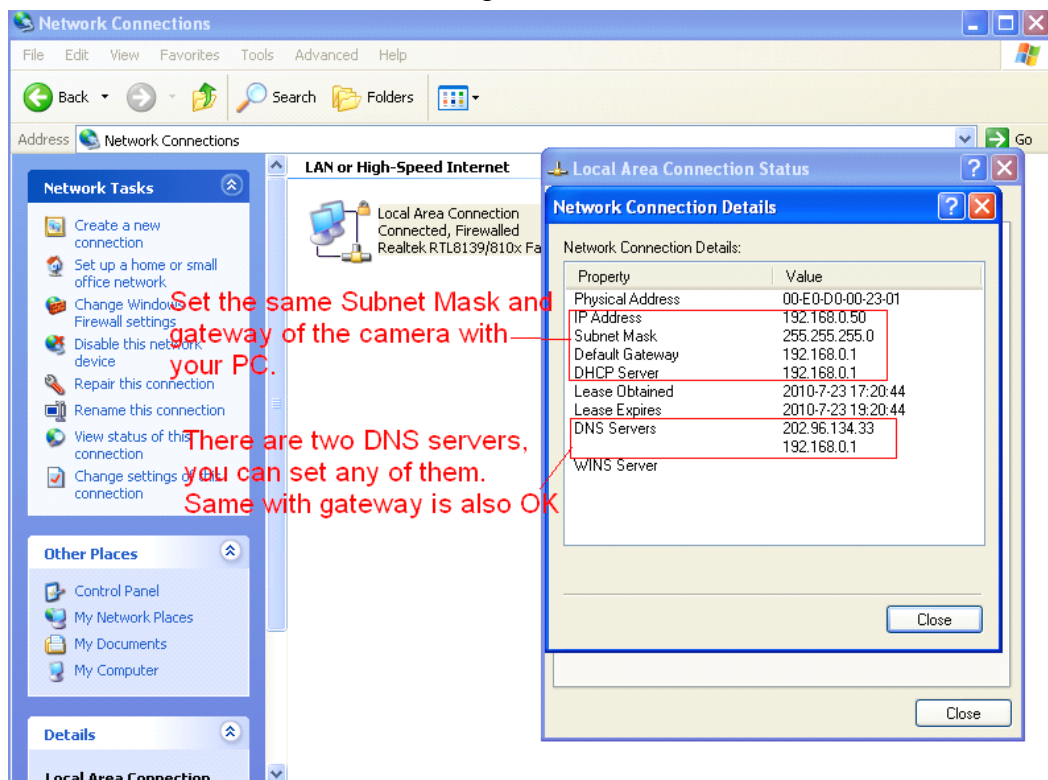 Network Connections
File Edit View Favorites Tools Advanced Help
Back Search Folders
Address Network Connections Go
Network Tasks
Create a new
connection
Set up a home or small
office network
Change Windows
Firewall settings
Disable this network
device
Repair this connection
Rename this connection
View status of this
connection
Change settings of this
connection
Other Places
Control Panel
My Network Places
My Documents
My Computer
Details
Local Area Connection
LAN or High-Speed Internet
Local Area Connection
Connected, Firewalled
Realtek RTL8139/810x Fa
Set the same Subnet Mask and
gateway of the camera with
your PC.
There are two DNS servers,
you can set any of them.
Same with gateway is also OK
Local Area Connection Status
Network Connection Details
Network Connection Details:
Property Value
Physical Address 00-E0-D0-00-23-01
IP Address 192.168.0.50
Subnet Mask 255.255.255.0
Default Gateway 192.168.0.1
DHCP Server 192.168.0.1
Lease Obtained 2010-7-23 17:20:44
Lease Expires 2010-7-23 19:20:44
DNS Servers 202.96.134.33
192.168.0.1
WINS Server
Close
Close